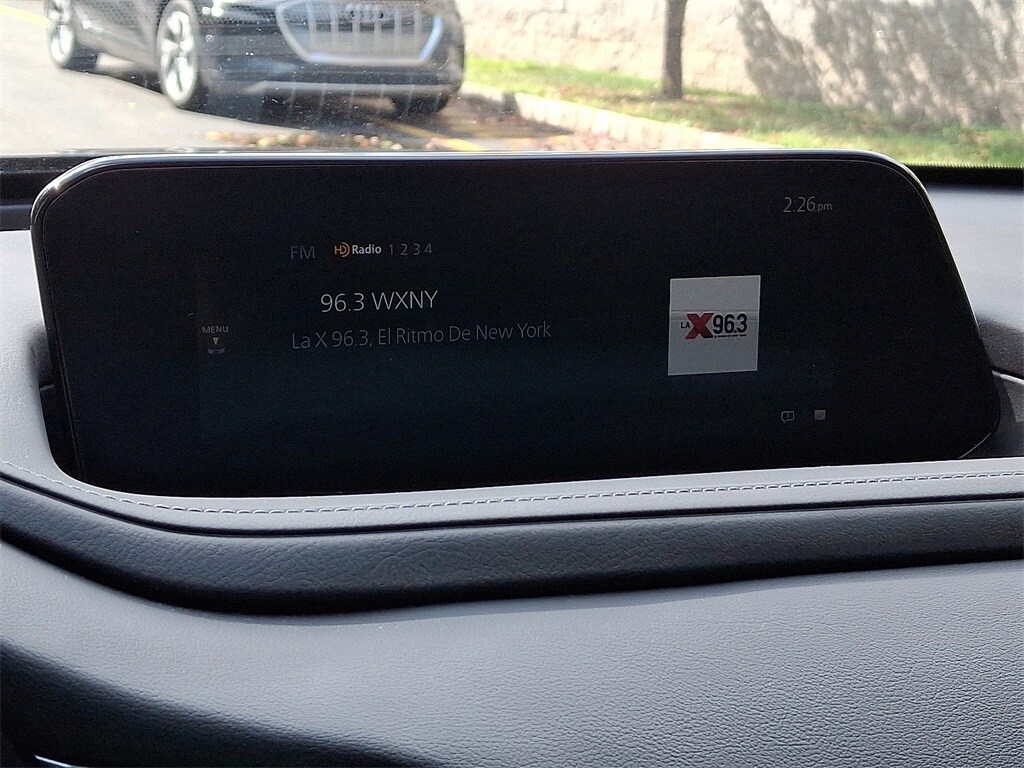 2:26 pm
FM HD Radio 1 2 3 4
96.3 WXNY
La X 96.3, El Ritmo De New York
MENU
LA X 96.3